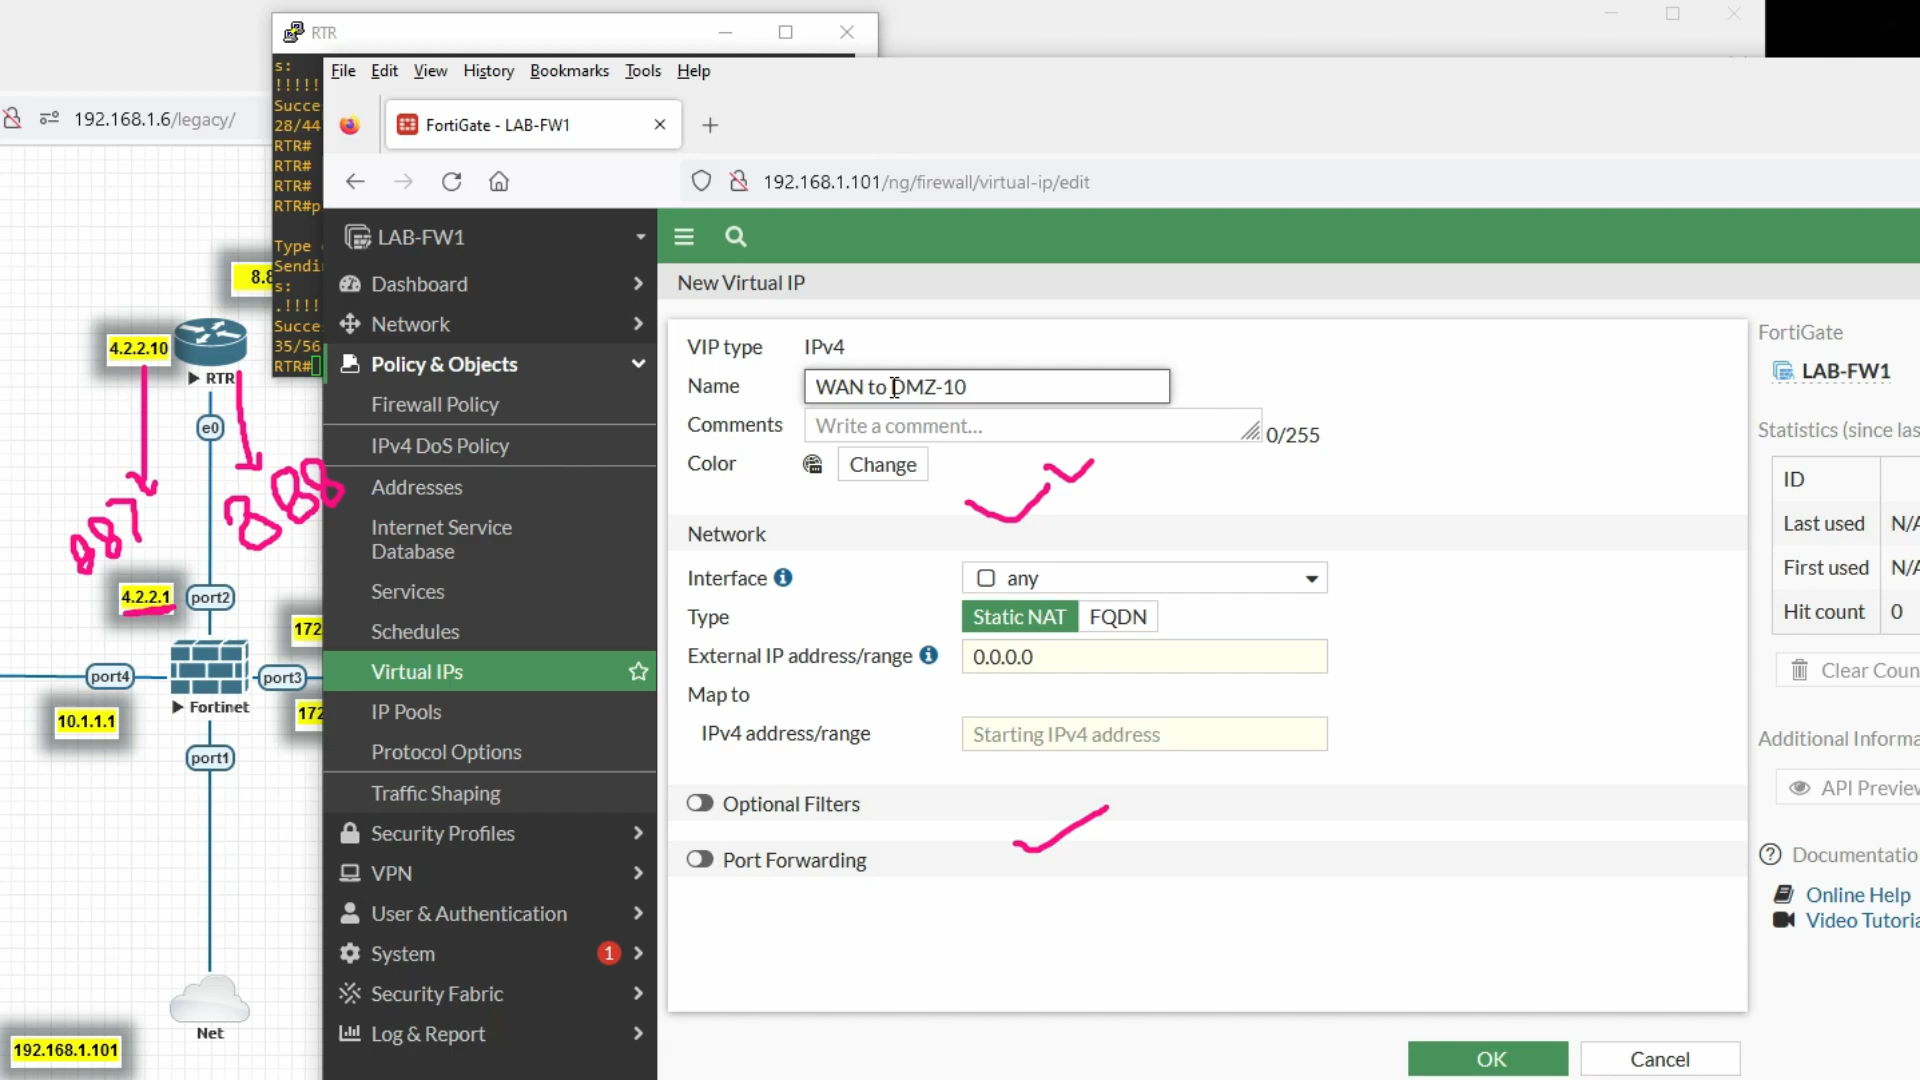 RTR
File Edit View History Bookmarks Tools Help
FortiGate - LAB-FW1
192.168.1.6/legacy/
192.168.1.101/ng/firewall/virtual-ip/edit
s:
!!!!!
Succe
28/44
RTR#
RTR#
RTR#
RTR#p
Type
Sendi
s:
.!!!!
Succe
35/56
RTR#
8.8
4.2.2.10
RTR
e0
987
888
4.2.2.1
port2
172
port4
port3
Fortinet
10.1.1.1
172
port1
Net
192.168.1.101
LAB-FW1
Dashboard
Network
Policy & Objects
Firewall Policy
IPv4 DoS Policy
Addresses
Internet Service
Database
Services
Schedules
Virtual IPs
IP Pools
Protocol Options
Traffic Shaping
Security Profiles
VPN
User & Authentication
System 1
Security Fabric
Log & Report
New Virtual IP
VIP type IPv4
Name WAN to DMZ-10
Comments Write a comment... 0/255
Color Change
Network
Interface any
Type Static NAT FQDN
External IP address/range 0.0.0.0
Map to
IPv4 address/range Starting IPv4 address
Optional Filters
Port Forwarding
OK Cancel
FortiGate
LAB-FW1
Statistics (since las
ID
Last used N/A
First used N/A
Hit count 0
Clear Coun
Additional Informa
API Preview
Documentatio
Online Help
Video Tutoria